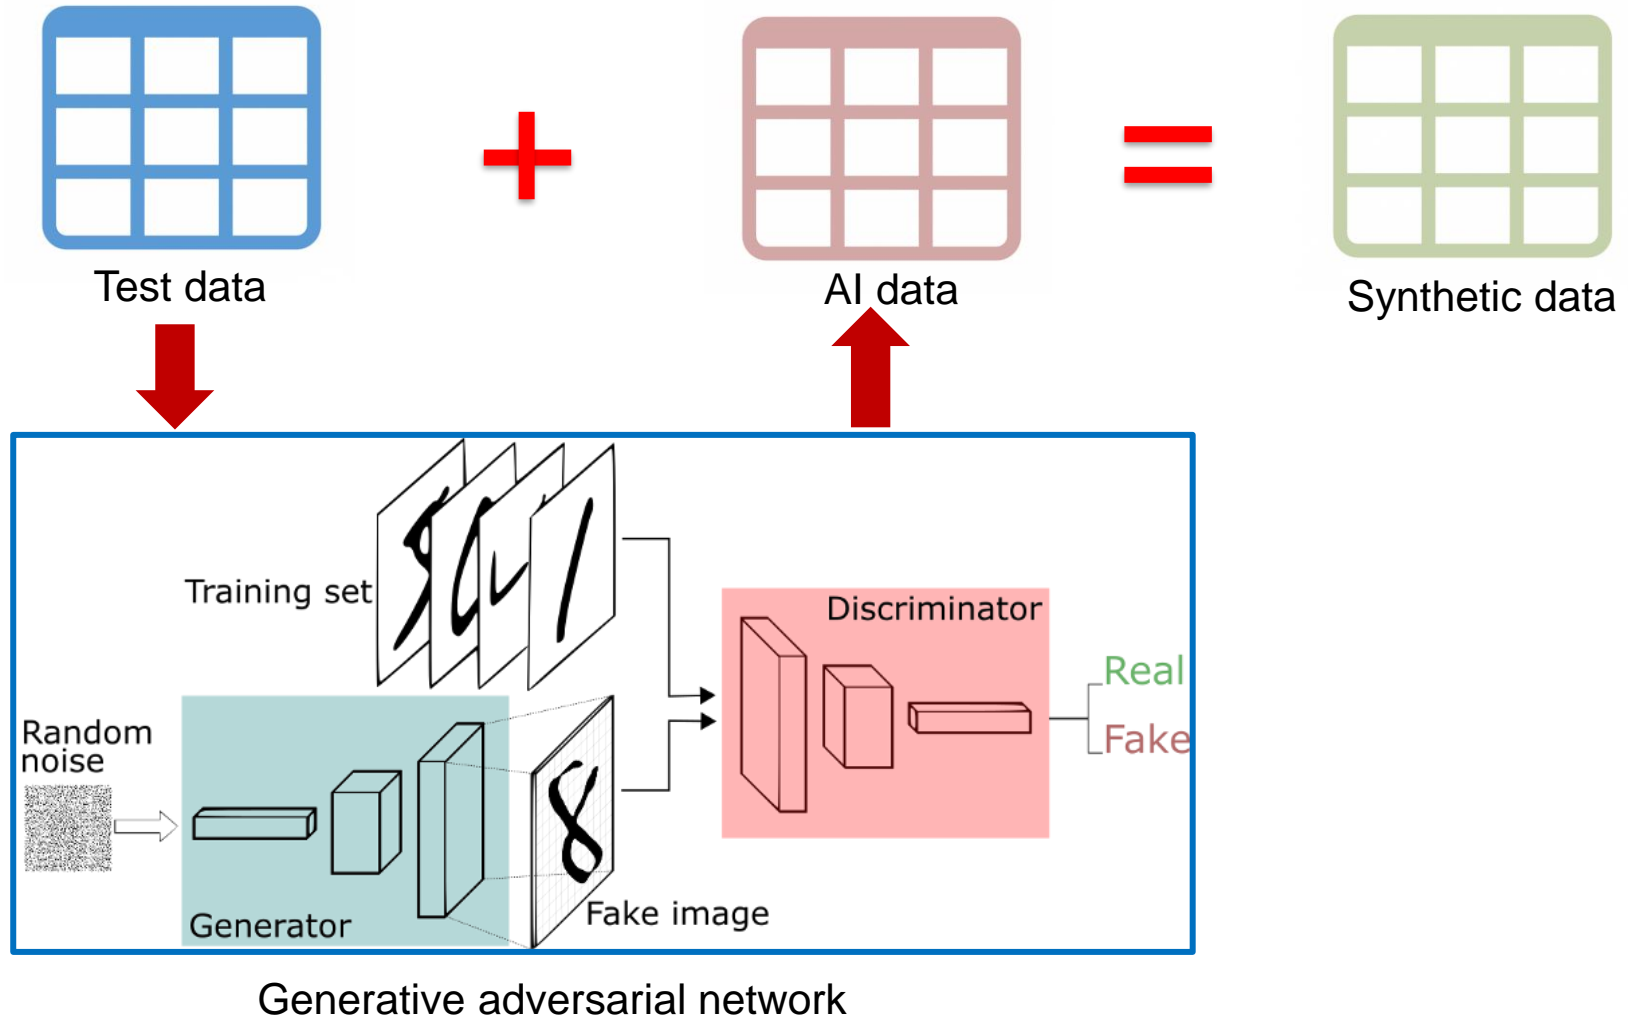 Test data
AI data
Synthetic data
Training set
Discriminator
Real
Fake
Random
noise
Generator
Fake image
Generative adversarial network